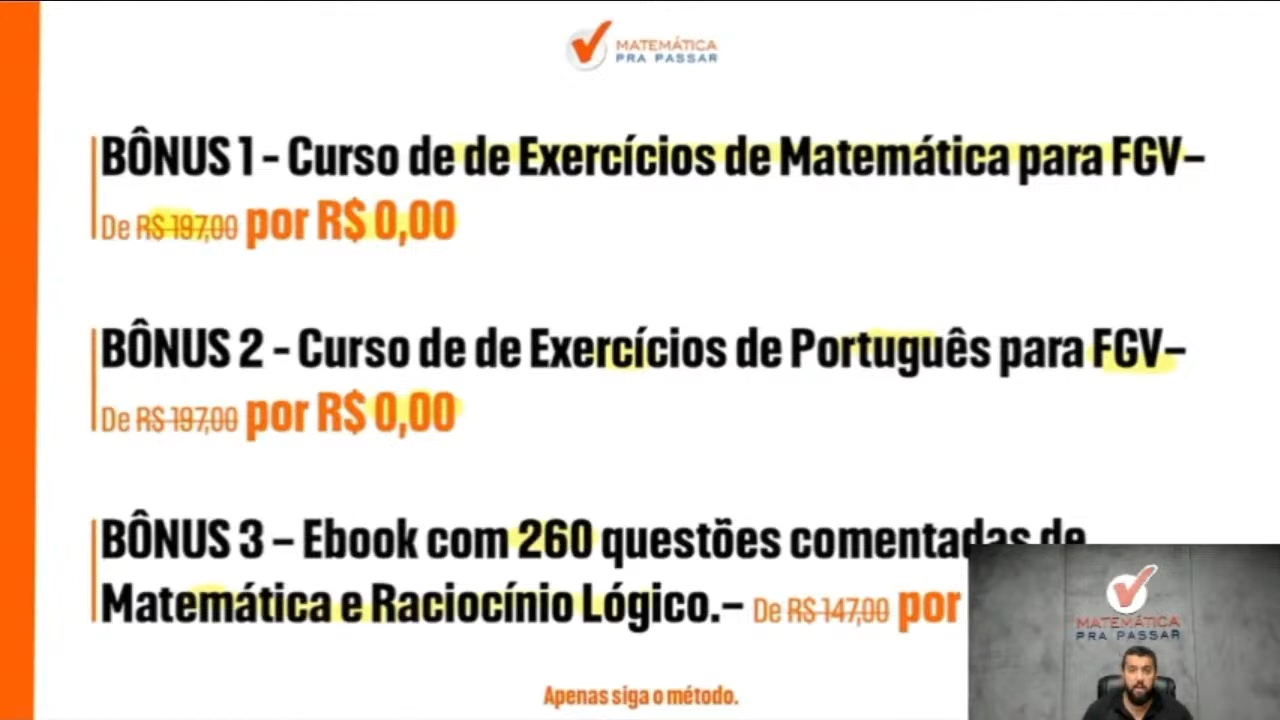 MATEMÁTICA
PRA PASSAR
BÔNUS 1 - Curso de de Exercícios de Matemática para FGV–
De R$ 197,00 por R$ 0,00
BÔNUS 2 - Curso de de Exercícios de Português para FGV–
De R$ 197,00 por R$ 0,00
BÔNUS 3 – Ebook com 260 questões comentadas de
Matemática e Raciocínio Lógico.– De R$ 147,00 por
MATEMÁTICA
PRA PASSAR
Apenas siga o método.